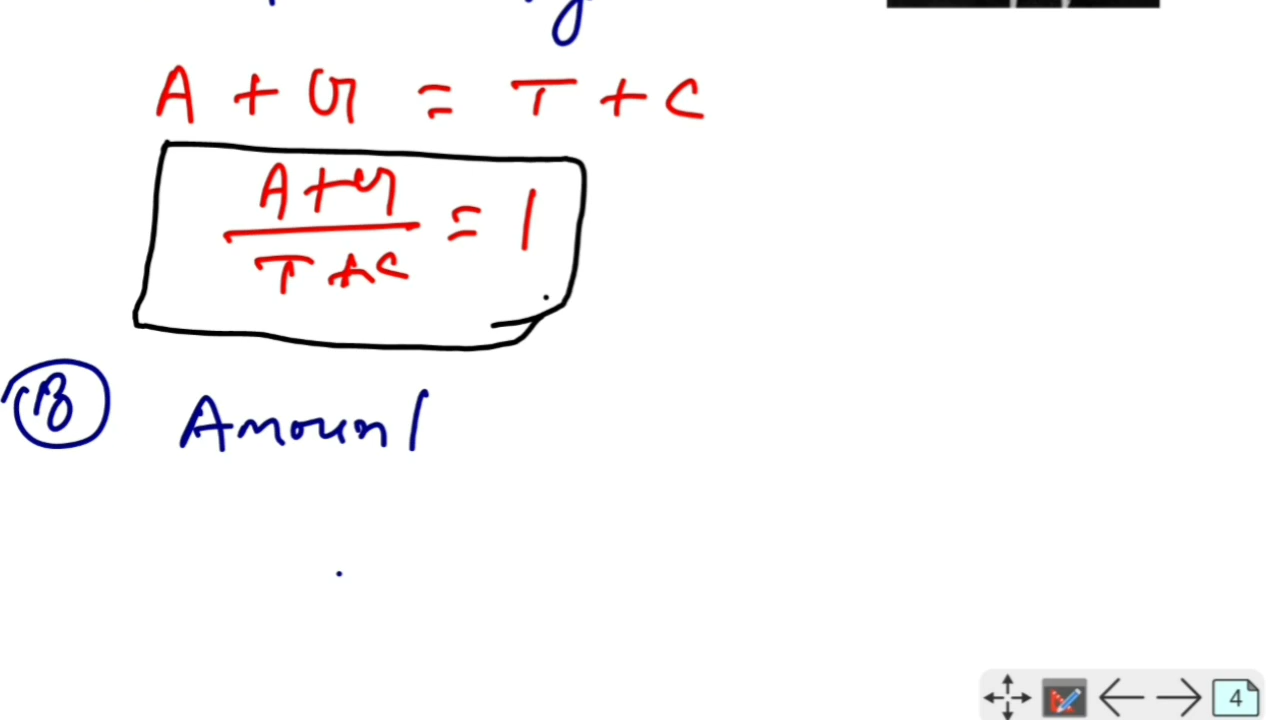 A + G = T + C
A+G
T+C
= 1
B Amount
4